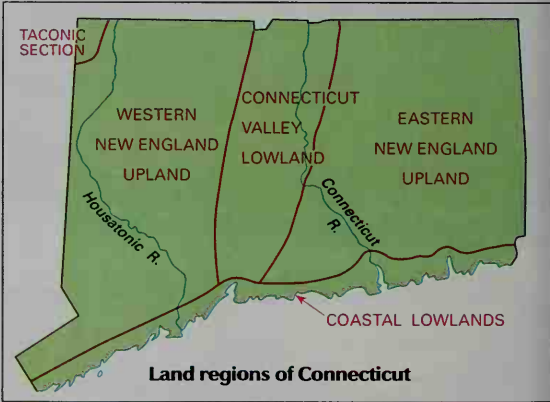 TACONIC
SECTION
WESTERN
NEW ENGLAND
UPLAND
CONNECTICUT
VALLEY
LOWLAND
EASTERN
NEW ENGLAND
UPLAND
Housatonic R.
Connecticut
R.
COASTAL LOWLANDS
Land regions of Connecticut